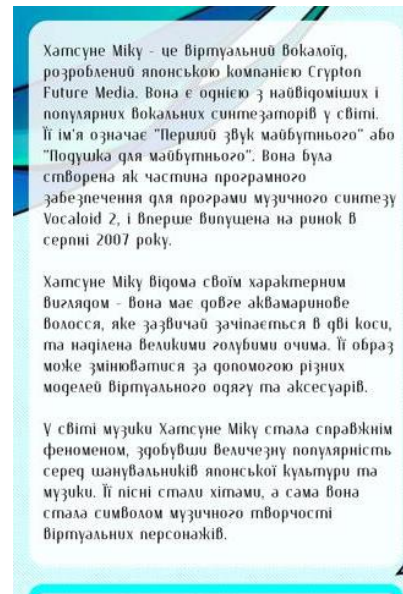 Хатсуне Міку - це віртуальний вокалоїд,
розроблений японською компанією Crypton
Future Media. Вона є однією з найвідоміших і
популярних вокальних синтезаторів у світі.
Її ім'я означає "Перший звук майбутнього" або
"Подушка для майбутнього". Вона була
створена як частина програмного
забезпечення для програми музичного синтезу
Vocaloid 2, і вперше випущена на ринок в
серпні 2007 року.
Хатсуне Міку відома своїм характерним
виглядом - вона має довге аквамаринове
волосся, яке зазвичай зачіпається в дві коси,
та наділена великими голубими очима. Її образ
може змінюватися за допомогою різних
моделей віртуального одягу та аксесуарів.
У світі музики Хатсуне Міку стала справжнім
феноменом, здобувши величезну популярність
серед шанувальників японської культури та
музики. Її пісні стали хітами, а сама вона
стала символом музичного творчості
віртуальних персонажів.